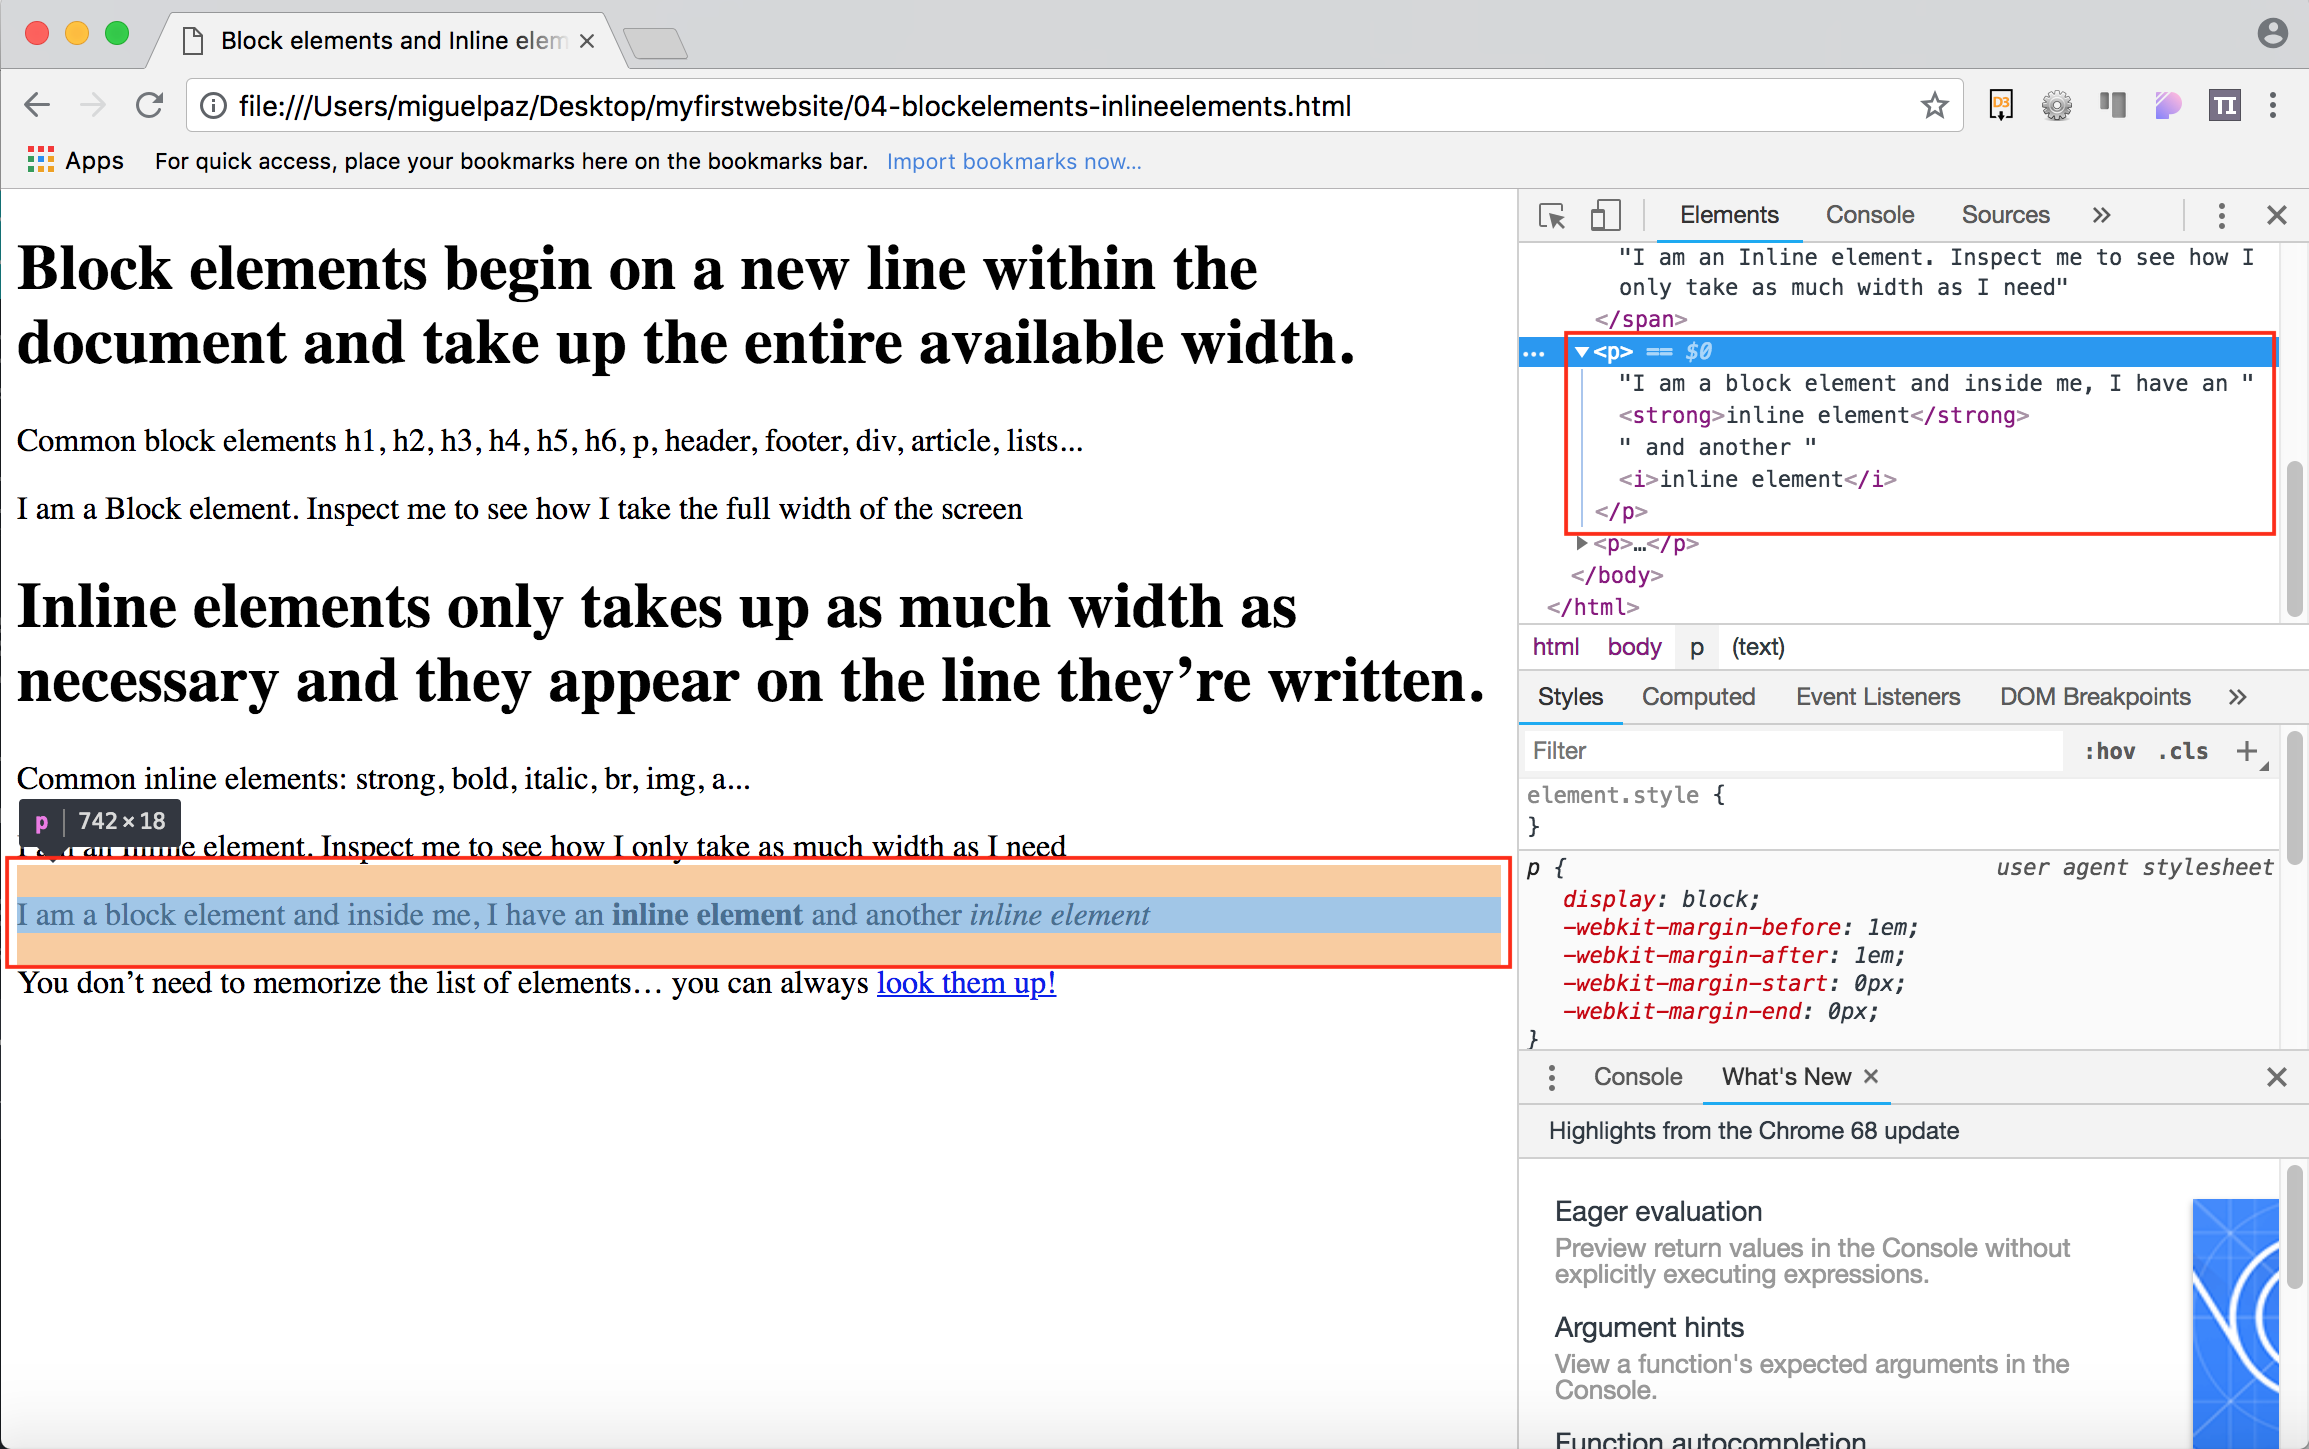 Block elements and Inline elem
file:///Users/miguelpaz/Desktop/myfirstwebsite/04-blockelements-inlineelements.html
D3
TI
Apps For quick access, place your bookmarks here on the bookmarks bar. Import bookmarks now...
Block elements begin on a new line within the
document and take up the entire available width.
Common block elements h1, h2, h3, h4, h5, h6, p, header, footer, div, article, lists...
I am a Block element. Inspect me to see how I take the full width of the screen
Inline elements only takes up as much width as
necessary and they appear on the line they’re written.
Common inline elements: strong, bold, italic, br, img, a...
p 742 × 18
I am an Inline element. Inspect me to see how I only take as much width as I need
I am a block element and inside me, I have an inline element and another inline element
You don’t need to memorize the list of elements… you can always look them up!
Elements Console Sources »
"I am an Inline element. Inspect me to see how I
only take as much width as I need"
</span>
... ▼<p> == $0
"I am a block element and inside me, I have an "
<strong>inline element</strong>
" and another "
<i>inline element</i>
</p>
▶<p>…</p>
</body>
</html>
html body p (text)
Styles Computed Event Listeners DOM Breakpoints »
Filter :hov .cls +
element.style {
}
p { user agent stylesheet
display: block;
-webkit-margin-before: 1em;
-webkit-margin-after: 1em;
-webkit-margin-start: 0px;
-webkit-margin-end: 0px;
}
Console What's New ×
Highlights from the Chrome 68 update
Eager evaluation
Preview return values in the Console without
explicitly executing expressions.
Argument hints
View a function's expected arguments in the
Console.
Function autocompletion